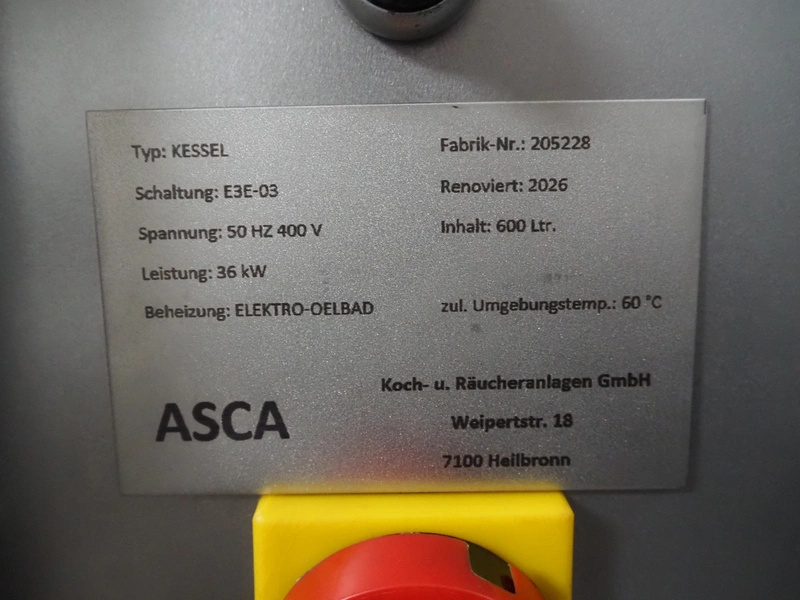 Typ: KESSEL
Fabrik-Nr.: 205228
Schaltung: E3E-03
Renoviert: 2026
Spannung: 50 HZ 400 V
Inhalt: 600 Ltr.
Leistung: 36 kW
Beheizung: ELEKTRO-OELBAD
zul. Umgebungstemp.: 60 °C
ASCA
Koch- u. Räucheranlagen GmbH
Weipertstr. 18
7100 Heilbronn